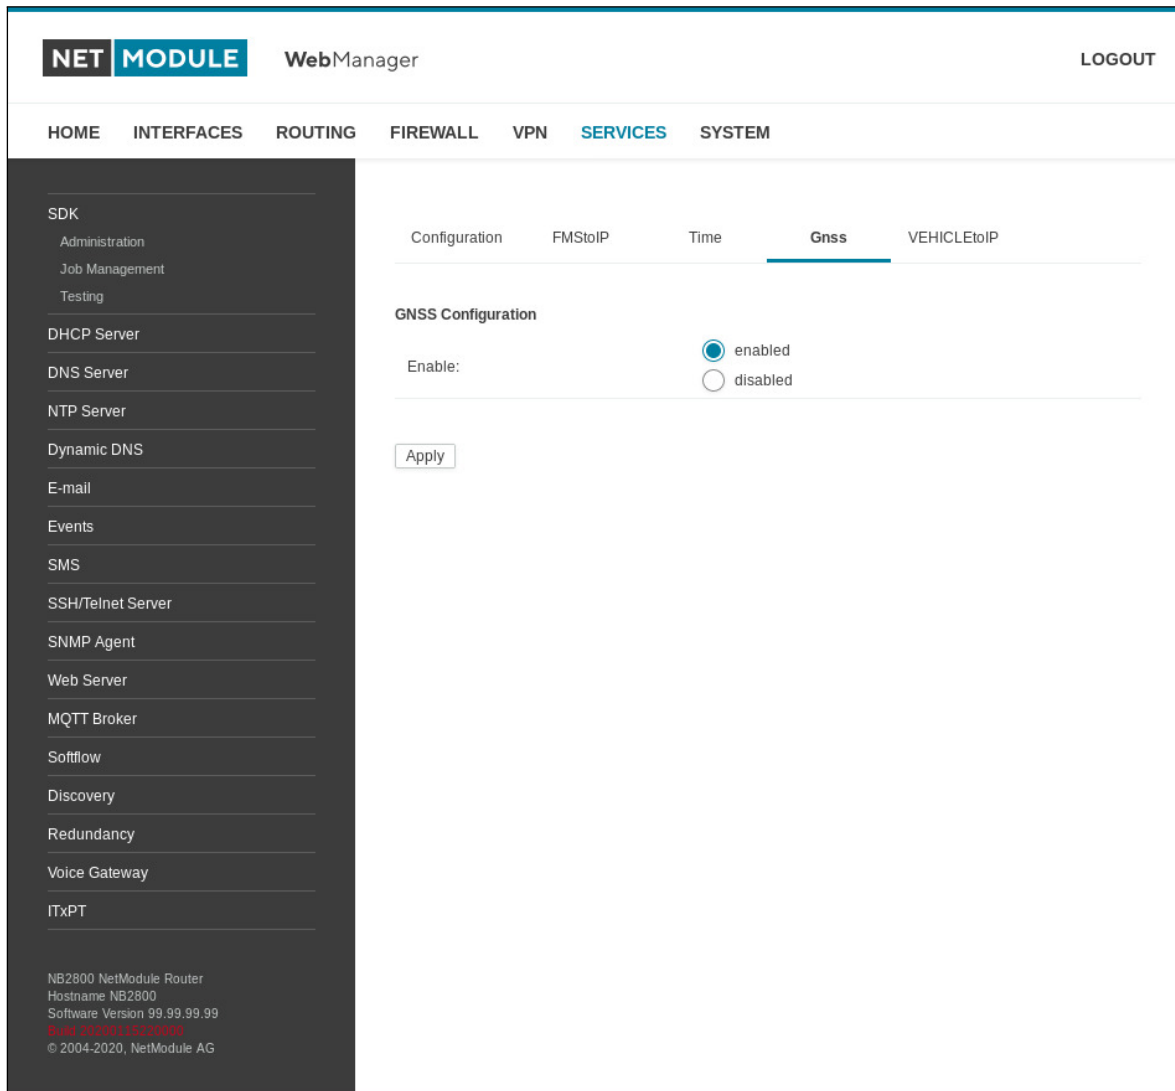 NET MODULE WebManager LOGOUT
HOME INTERFACES ROUTING FIREWALL VPN SERVICES SYSTEM
SDK
Administration
Job Management
Testing
DHCP Server
DNS Server
NTP Server
Dynamic DNS
E-mail
Events
SMS
SSH/Telnet Server
SNMP Agent
Web Server
MQTT Broker
Softflow
Discovery
Redundancy
Voice Gateway
ITxPT
NB2800 NetModule Router
Hostname NB2800
Software Version 99.99.99.99
Build
© 2004-2020, NetModule AG
Configuration FMStoIP Time Gnss VEHICLEtoIP
GNSS Configuration
Enable:
enabled
disabled
Apply